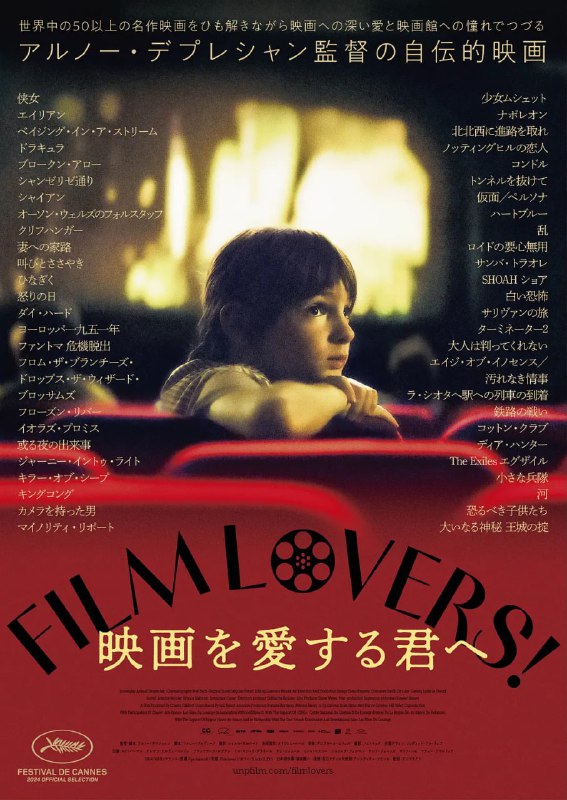 世界中の50以上の名作映画をひも解きながら映画への深い愛と映画館への憧れでつづる
アルノー・デプレシャン監督の自伝的映画
侠女
エイリアン
ベイジング・イン・ア・ストリーム
ドラキュラ
ブロークン・アロー
シャンゼリゼ通り
シャイアン
オーソン・ウェルズのフォルスタッフ
クリフハンガー
妻への家路
叫びとささやき
ひなぎく
怒りの日
ダイ・ハード
ヨーロッパ一九五一年
ファントマ 危機脱出
フロム・ザ・ブランチーズ・
ドロップス・ザ・ウィザード・
ブロッサムズ
フローズン・リバー
イオラズ・プロミス
或る夜の出来事
ジャーニー・イントゥ・ライト
キラー・オブ・シープ
キングコング
カメラを持った男
マイノリティ・リポート
少女ムシェット
ナポレオン
北北西に進路を取れ
ノッティングヒルの恋人
コンドル
トンネルを抜けて
仮面／ペルソナ
ハートブルー
乱
ロイドの要心無用
サンバ・トラオレ
SHOAH ショア
白い恐怖
サリヴァンの旅
ターミネーター2
大人は判ってくれない
エイジ・オブ・イノセンス／
汚れなき情事
ラ・シオタへ駅への列車の到着
鉄路の戦い
コットン・クラブ
ディア・ハンター
The Exiles エグザイル
小さな兵隊
河
恐るべき子供たち
大いなる神秘 王城の掟
FILM LOVERS!
映画を愛する君へ
FESTIVAL DE CANNES
2024 OFFICIAL SELECTION
unpfilm.com/filmlovers